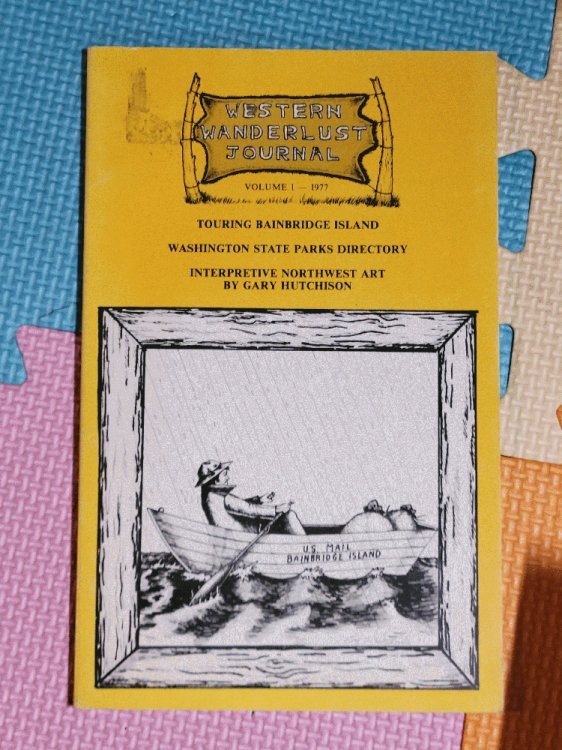 WESTERN
WANDERLUST
JOURNAL
VOLUME 1 — 1977
TOURING BAINBRIDGE ISLAND
WASHINGTON STATE PARKS DIRECTORY
INTERPRETIVE NORTHWEST ART
BY GARY HUTCHISON
U.S. MAIL
BAINBRIDGE ISLAND